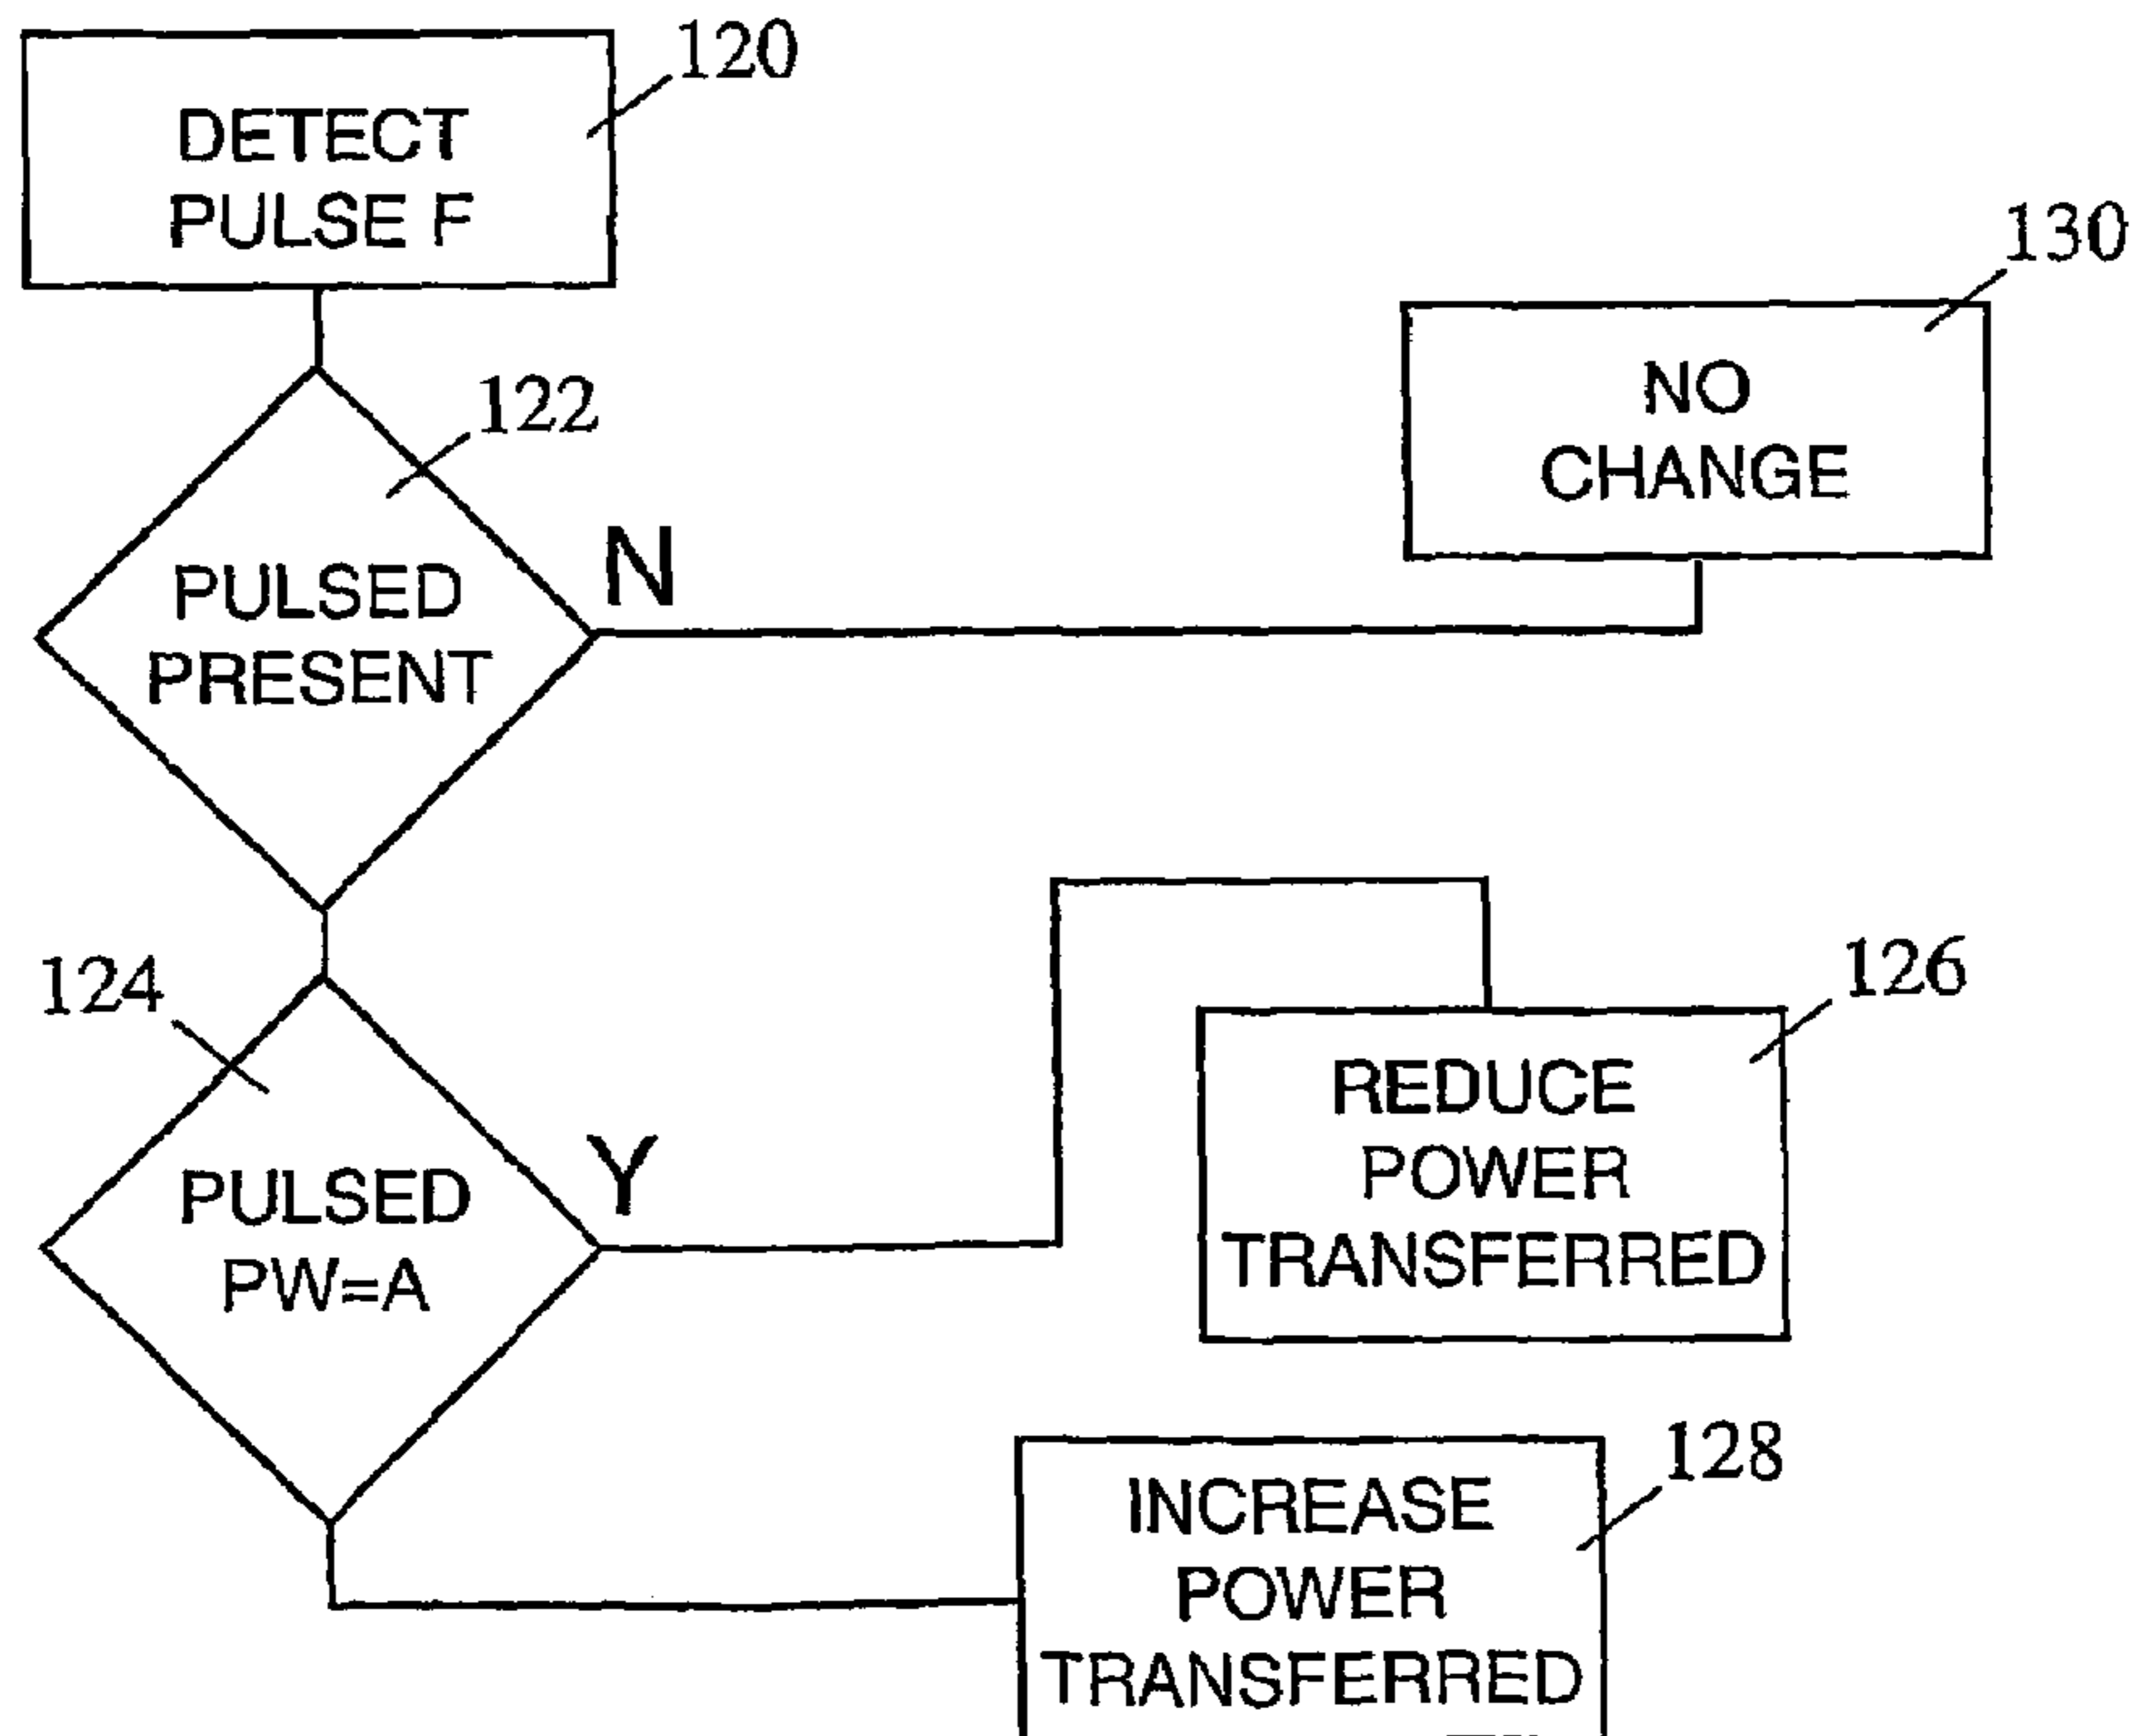 120
DETECT
PULSE F
130
NO
CHANGE
122
PULSED
PRESENT
N
124
PULSED
PW=A
Y
126
REDUCE
POWER
TRANSFERRED
128
INCREASE
POWER
TRANSFERRED